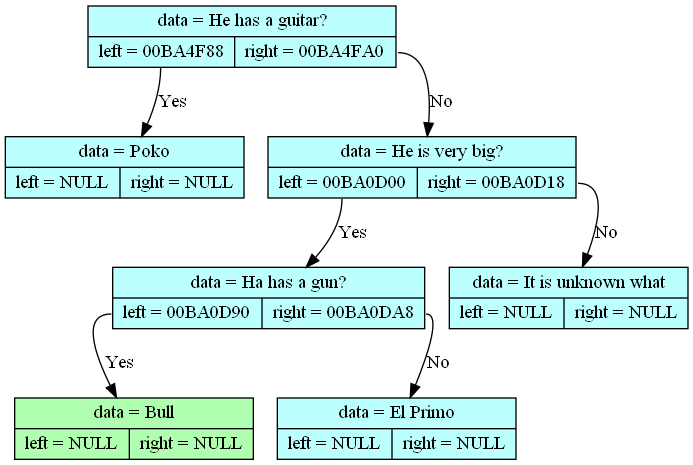 data = He has a guitar?
left = 00BA4F88 right = 00BA4FA0
Yes
No
data = Poko
left = NULL right = NULL
data = He is very big?
left = 00BA0D00 right = 00BA0D18
Yes
No
data = Ha has a gun?
left = 00BA0D90 right = 00BA0DA8
data = It is unknown what
left = NULL right = NULL
Yes
No
data = Bull
left = NULL right = NULL
data = El Primo
left = NULL right = NULL